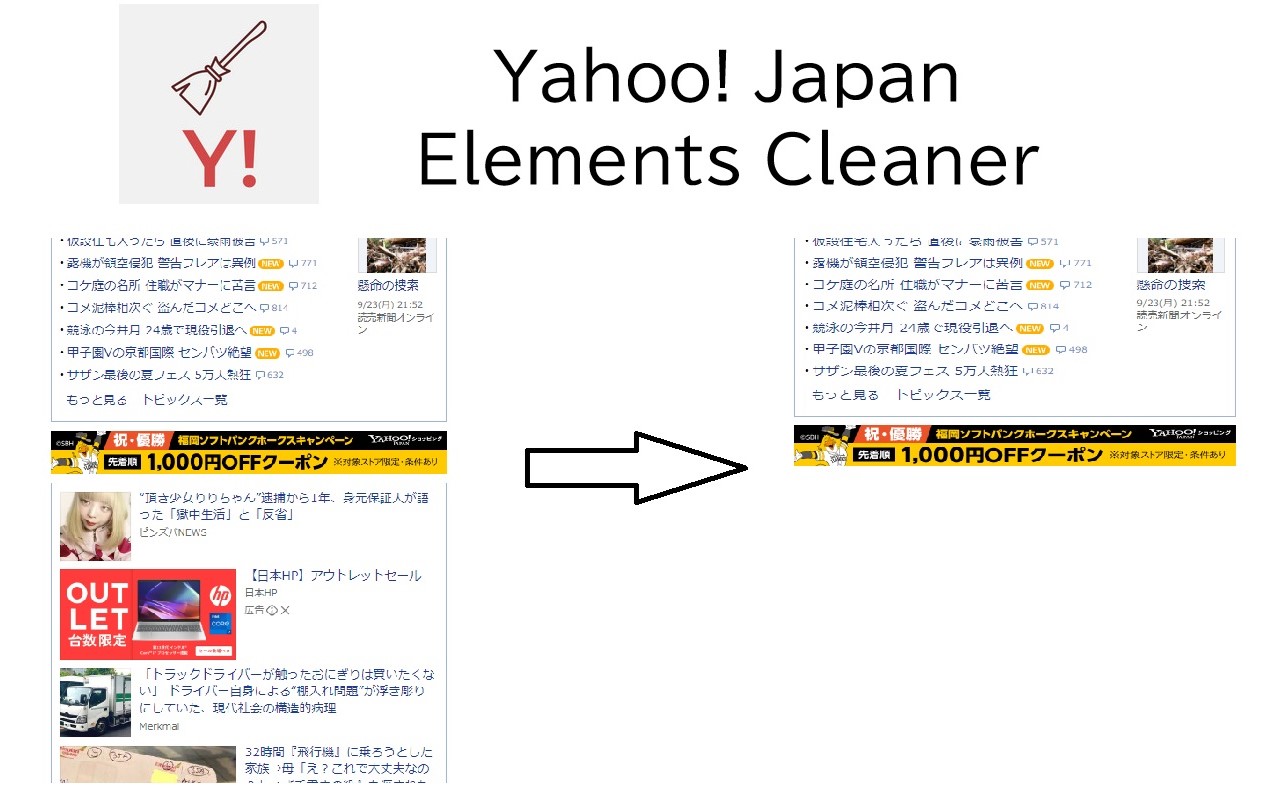 Y!
Yahoo! Japan
Elements Cleaner
・仮設住宅入ったら 直後に豪雨被害 571
・露機が領空侵犯 警告フレアは異例 NEW 771
・コケ庭の名所 住職がマナーに苦言 NEW 712
・コメ泥棒相次ぐ 盗んだコメどこへ 814
・競泳の今井月 24歳で現役引退へ NEW 4
・甲子園Vの京都国際 センバツ絶望 NEW 498
・サザン最後の夏フェス 5万人熱狂 632
もっと見る トピックス一覧
懸命の捜索
9/23(月) 21:52
読売新聞オンライ
ン
©SBH 祝・優勝 福岡ソフトバンクホークスキャンペーン YAHOO! JAPAN ショッピング
先着順 1,000円OFFクーポン ※対象ストア限定・条件あり
“頂き少女りりちゃん”逮捕から1年、身元保証人が語
った「獄中生活」と「反省」
ピンズバNEWS
OUT
LET
台数限定
hp
CORE
【日本HP】アウトレットセール
日本HP
広告
「トラックドライバーが触ったおにぎりは買いたくな
い」 ドライバー自身による“棚入れ問題”が浮き彫り
にしていた、現代社会の構造的病理
Merkmal
32時間『飛行機』に乗ろうとした
家族→母「え？これで大丈夫なの
・仮設住宅入ったら 直後に豪雨被害 571
・露機が領空侵犯 警告フレアは異例 NEW 771
・コケ庭の名所 住職がマナーに苦言 NEW 712
・コメ泥棒相次ぐ 盗んだコメどこへ 814
・競泳の今井月 24歳で現役引退へ NEW 4
・甲子園Vの京都国際 センバツ絶望 NEW 498
・サザン最後の夏フェス 5万人熱狂 632
もっと見る トピックス一覧
懸命の捜索
9/23(月) 21:52
読売新聞オンライ
ン
©SBH 祝・優勝 福岡ソフトバンクホークスキャンペーン YAHOO! JAPAN ショッピング
先着順 1,000円OFFクーポン ※対象ストア限定・条件あり